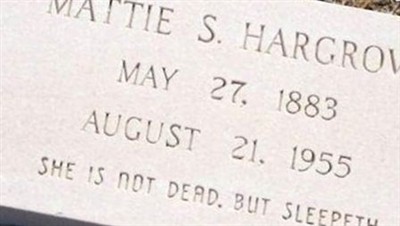 MATTIE S. HARGROV
MAY 27, 1883
AUGUST 21, 1955
SHE IS NOT DEAD, BUT SLEEPETH